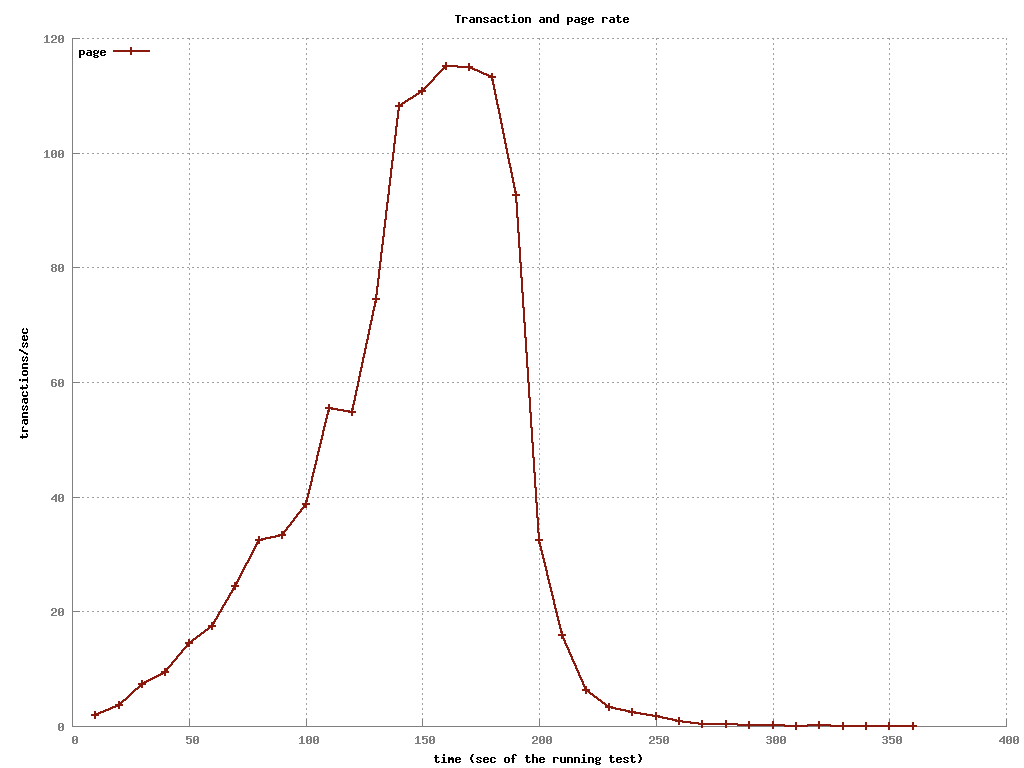 Transaction and page rate
120
page
100
80
60
40
20
0
transactions/sec
0 50 100 150 200 250 300 350 400
time (sec of the running test)